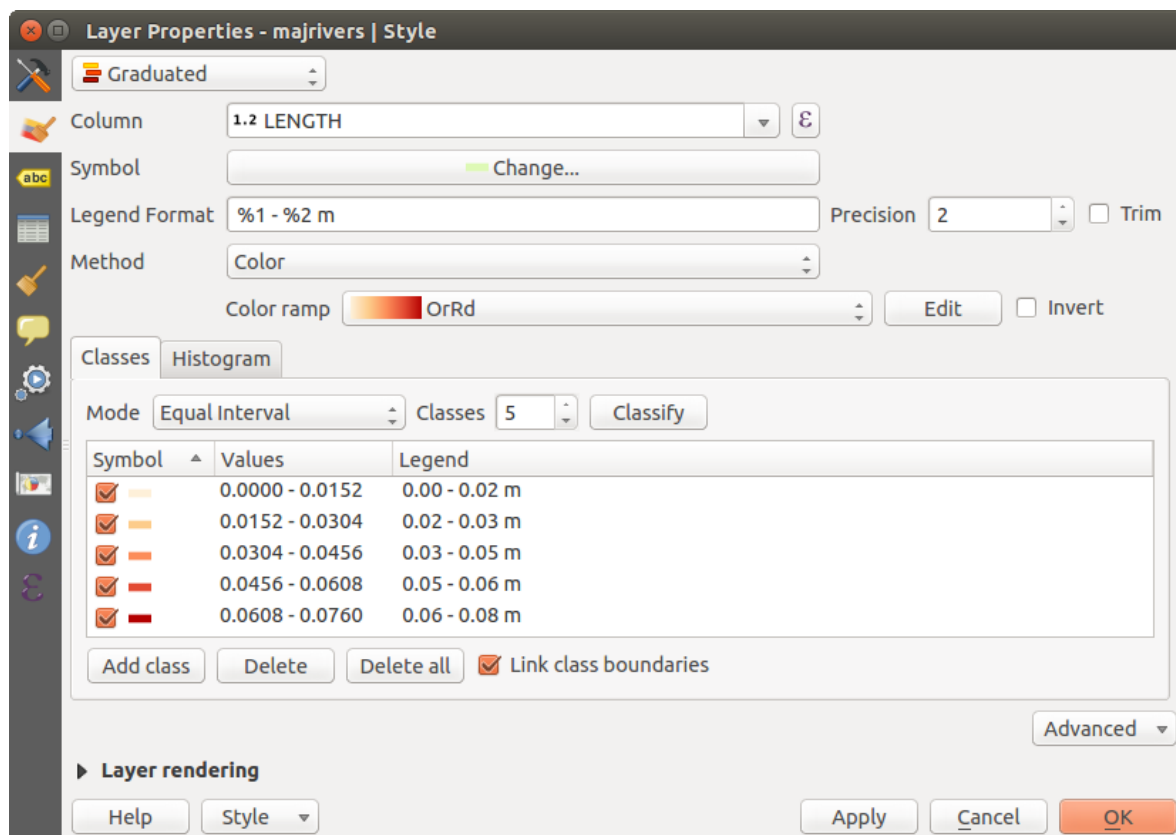 Layer Properties - majrivers | Style
Graduated
Column 1.2 LENGTH ε
Symbol Change...
Legend Format %1 - %2 m Precision 2 Trim
Method Color
Color ramp OrRd Edit Invert
Classes Histogram
Mode Equal Interval Classes 5 Classify
Symbol Values Legend
0.0000 - 0.0152 0.00 - 0.02 m
0.0152 - 0.0304 0.02 - 0.03 m
0.0304 - 0.0456 0.03 - 0.05 m
0.0456 - 0.0608 0.05 - 0.06 m
0.0608 - 0.0760 0.06 - 0.08 m
Add class Delete Delete all Link class boundaries
Advanced
Layer rendering
Help Style Apply Cancel OK
abc
i
ε